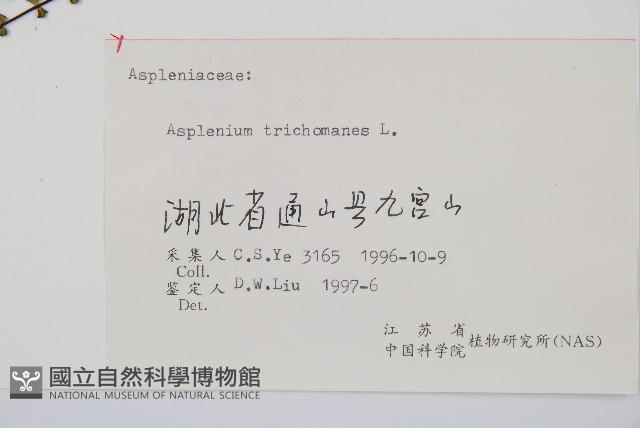 Aspleniaceae:
Asplenium trichomanes L.
湖北省通山县九宫山
采集人 C.S.Ye 3165 1996-10-9
Coll.
鉴定人 D.W.Liu 1997-6
Det.
江苏省
中国科学院植物研究所(NAS)
國立自然科學博物館
NATIONAL MUSEUM OF NATURAL SCIENCE